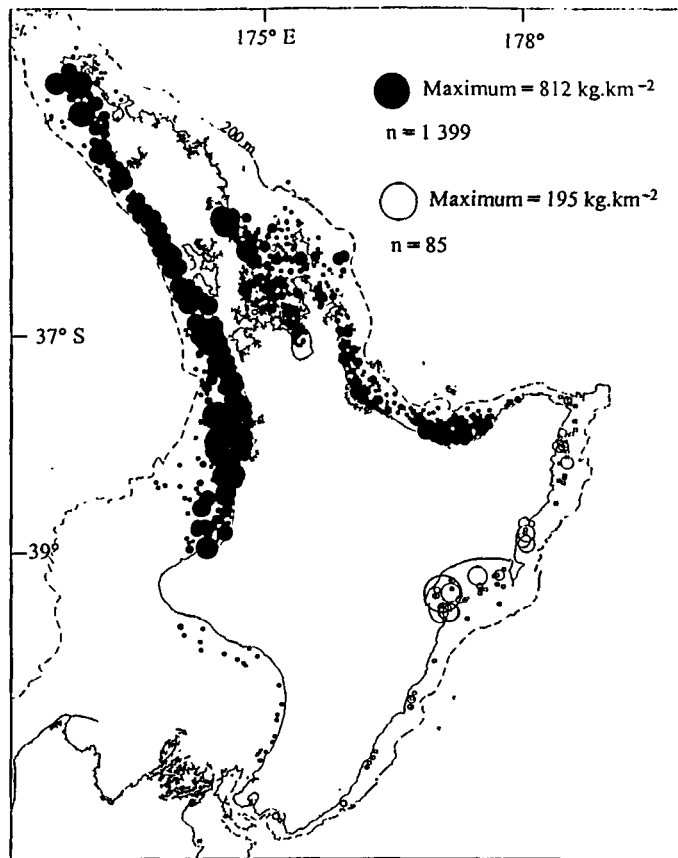 175° E
178°
Maximum = 812 kg.km⁻²
n = 1 399
200 m
Maximum = 195 kg.km⁻²
n = 85
37° S
39°